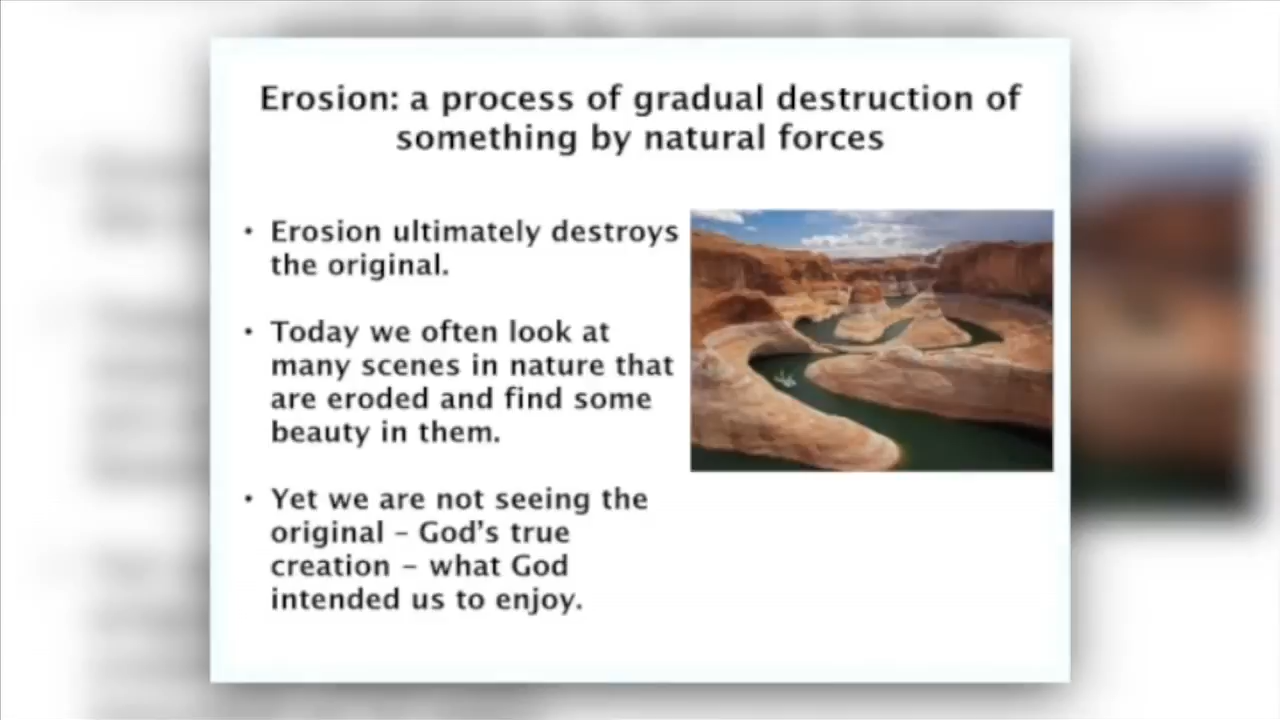 Erosion: a process of gradual destruction of
something by natural forces
• Erosion ultimately destroys
the original.
• Today we often look at
many scenes in nature that
are eroded and find some
beauty in them.
• Yet we are not seeing the
original – God's true
creation – what God
intended us to enjoy.